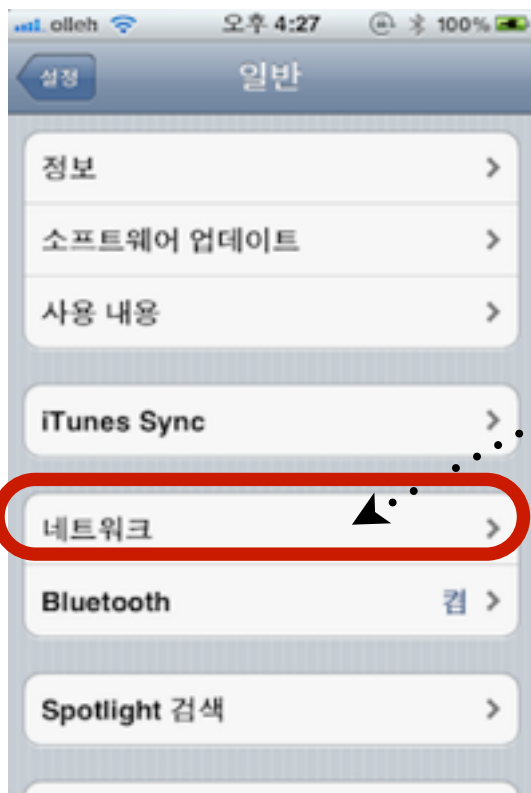 olleh 오후 4:27 100%
설정 일반
정보
소프트웨어 업데이트
사용 내용
iTunes Sync
네트워크
Bluetooth 켬
Spotlight 검색